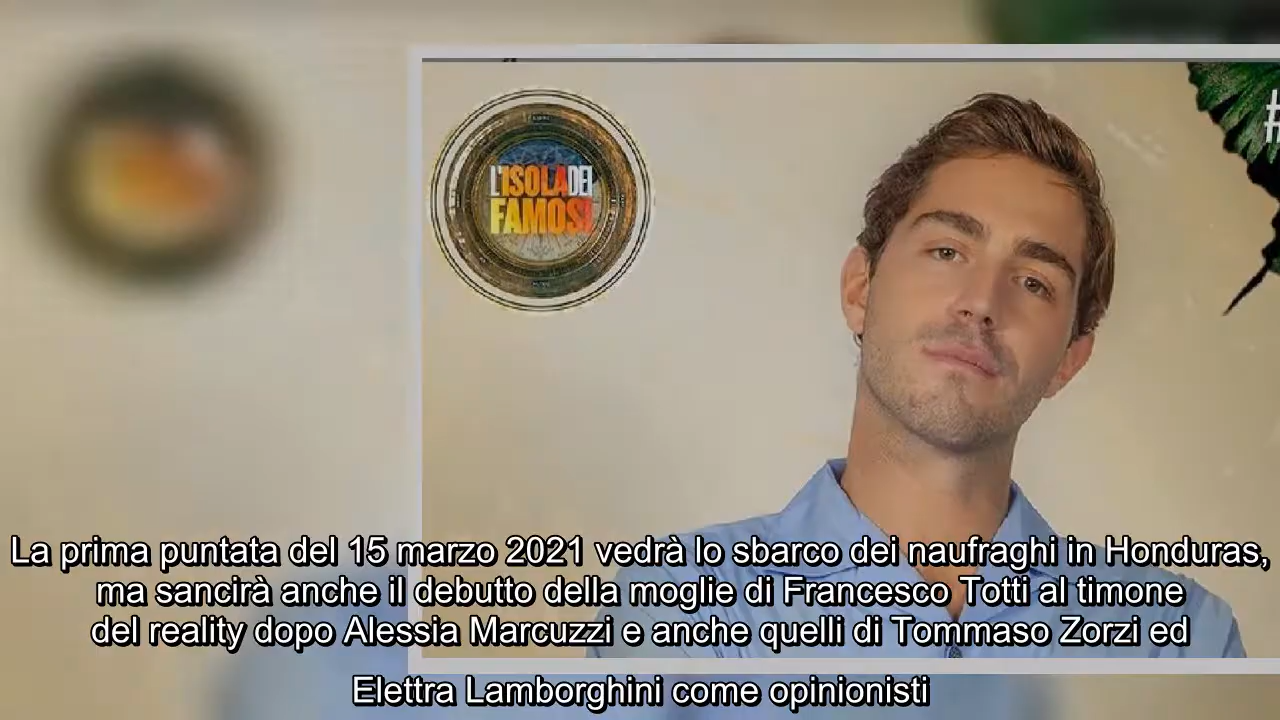 #
L'ISOLA DEI
FAMOSI
La prima puntata del 15 marzo 2021 vedrà lo sbarco dei naufraghi in Honduras,
ma sancirà anche il debutto della moglie di Francesco Totti al timone
del reality dopo Alessia Marcuzzi e anche quelli di Tommaso Zorzi ed
Elettra Lamborghini come opinionisti